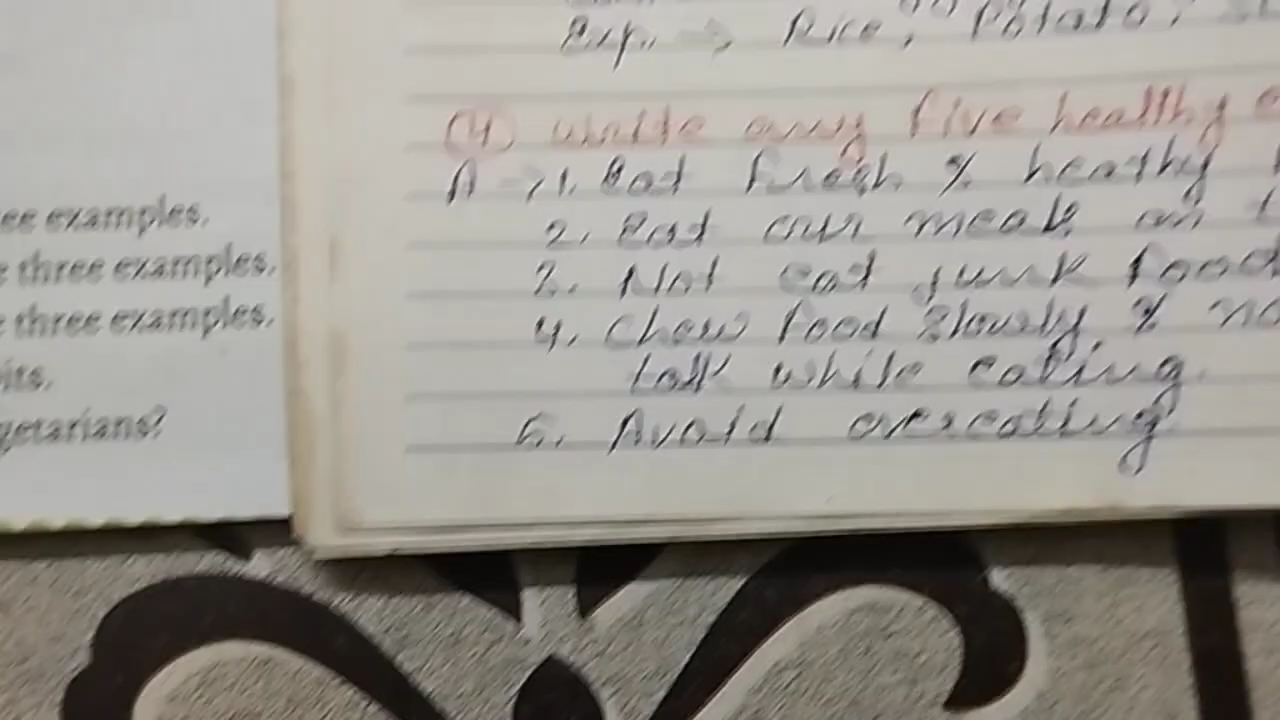 ee examples.
three examples.
three examples.
its.
getarians?
Exp. → Rice, Potato,
(4) Write any five healthy
A → 1. Eat fresh & heathy
2. Eat our meals on t
3. Not eat junk food
4. Chew food slowly, & no
talk while eating.
5. Avoid overeating